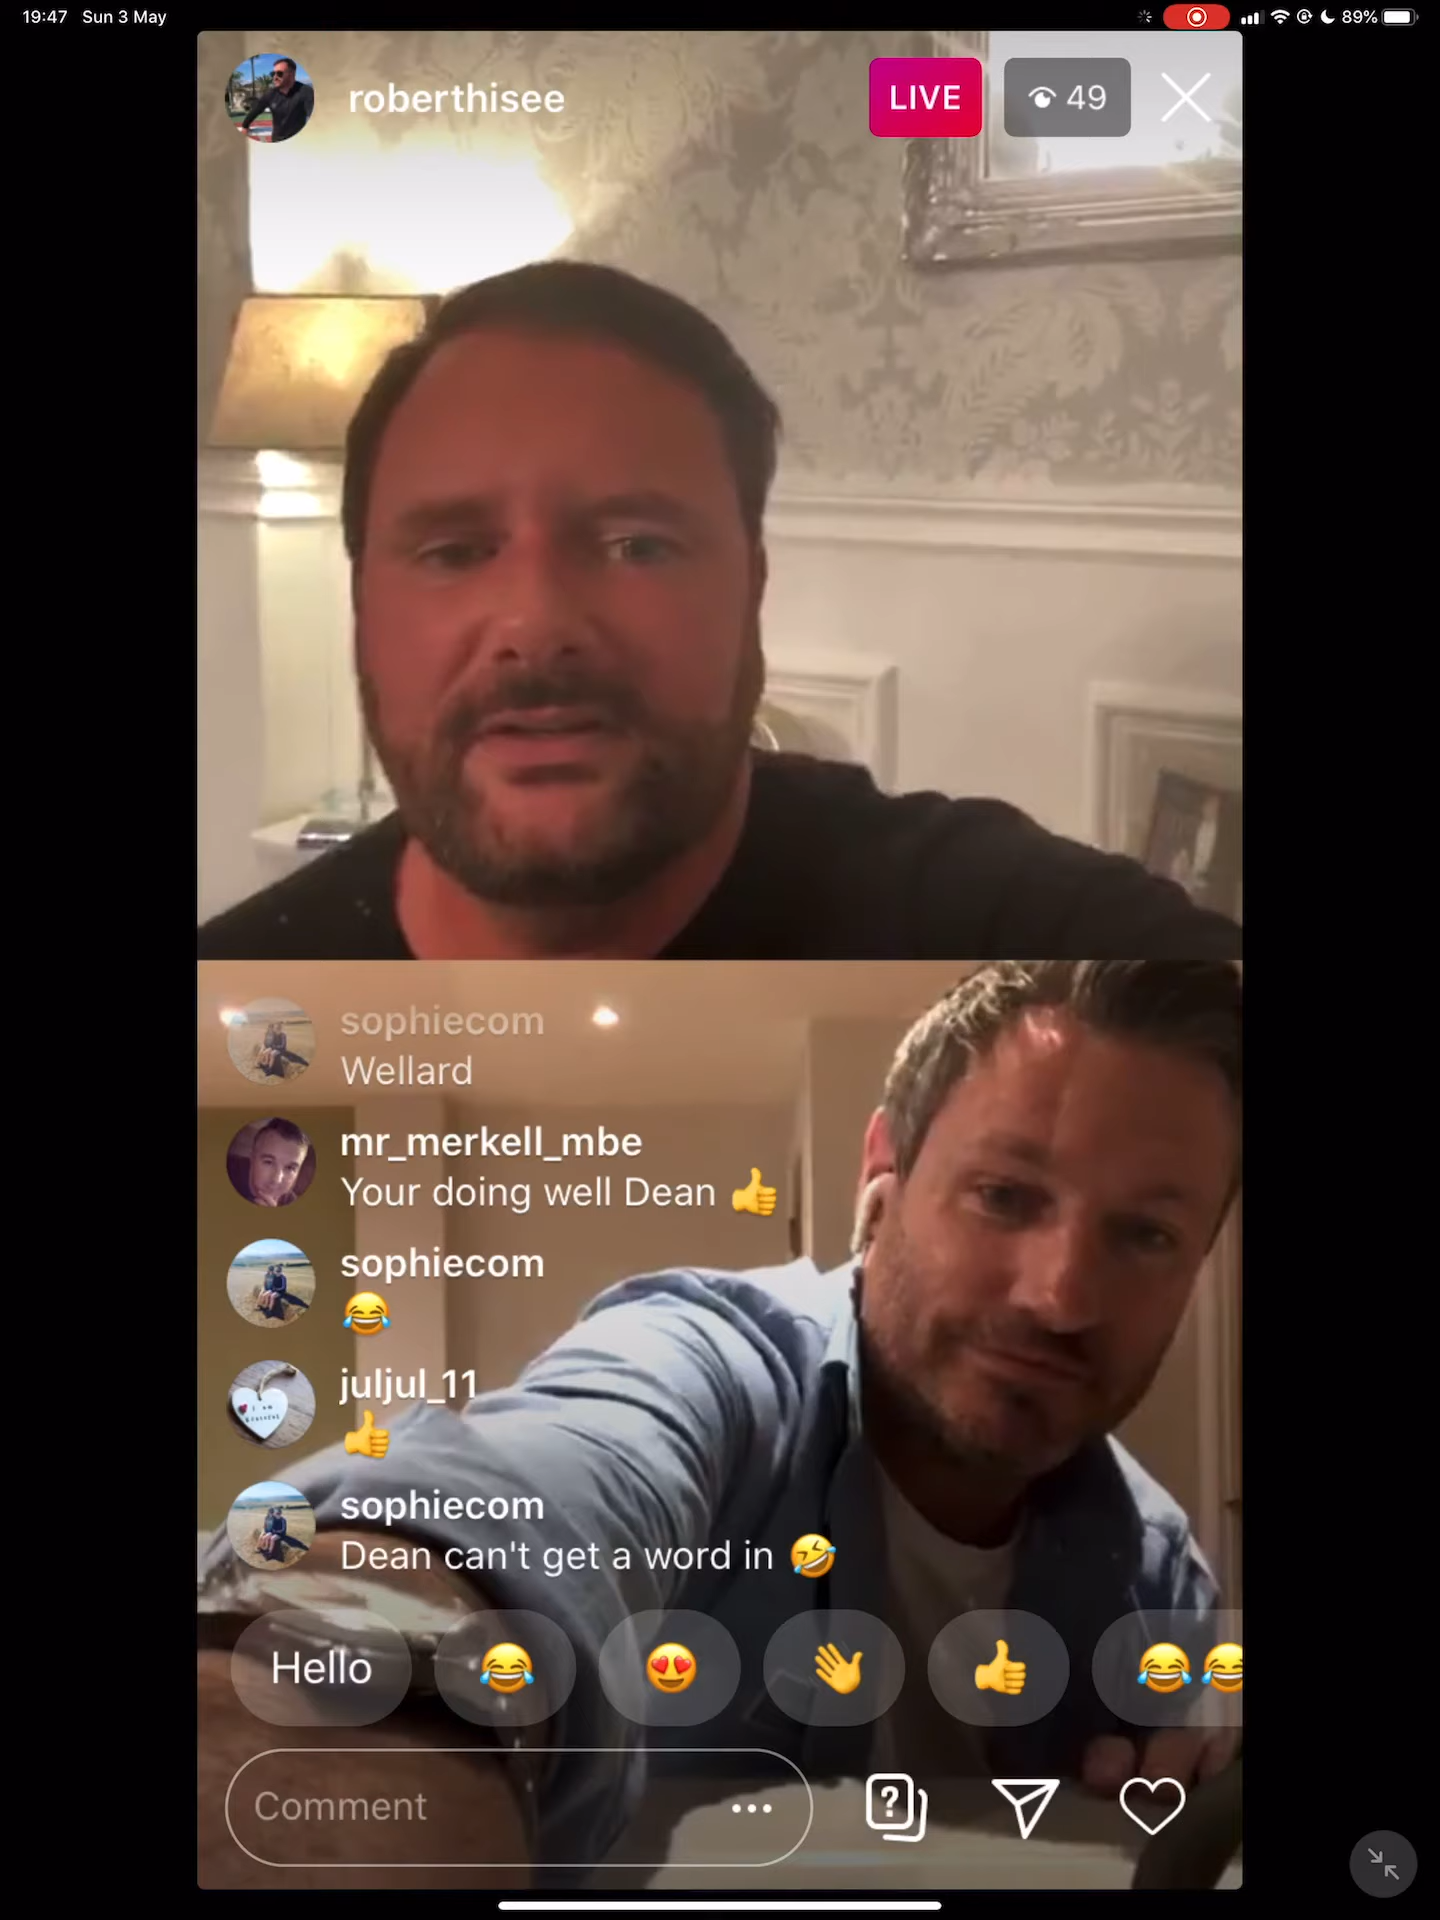 19:47 Sun 3 May
89%
roberthisee
LIVE
49
sophiecom
Wellard
mr_merkell_mbe
Your doing well Dean 👍
sophiecom
😂
juljul_11
👍
sophiecom
Dean can't get a word in 🤣
Hello 😂 😍 👋 👍 😂😂
Comment